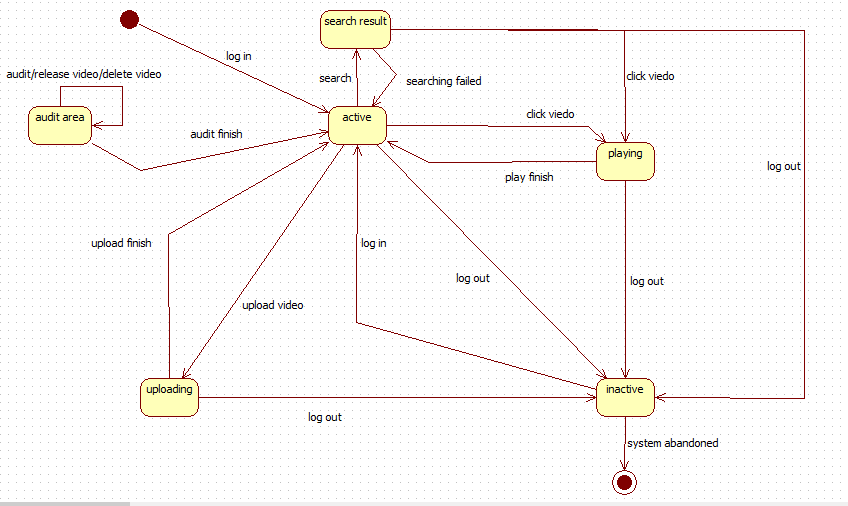 search result
log in
audit/release video/delete video
search
searching failed
click viedo
audit area
active
click viedo
audit finish
playing
log out
play finish
upload finish
log in
log out
log out
upload video
uploading
inactive
log out
system abandoned